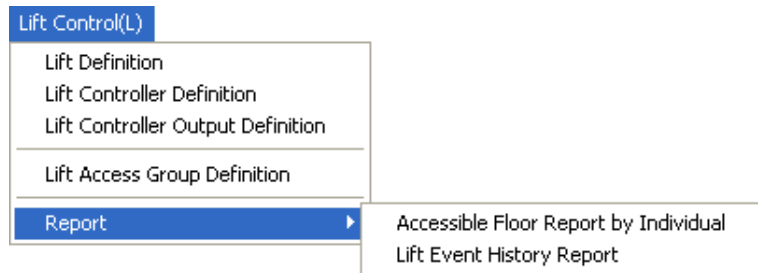 Lift Control(L)
Lift Definition
Lift Controller Definition
Lift Controller Output Definition
Lift Access Group Definition
Report
Accessible Floor Report by Individual
Lift Event History Report